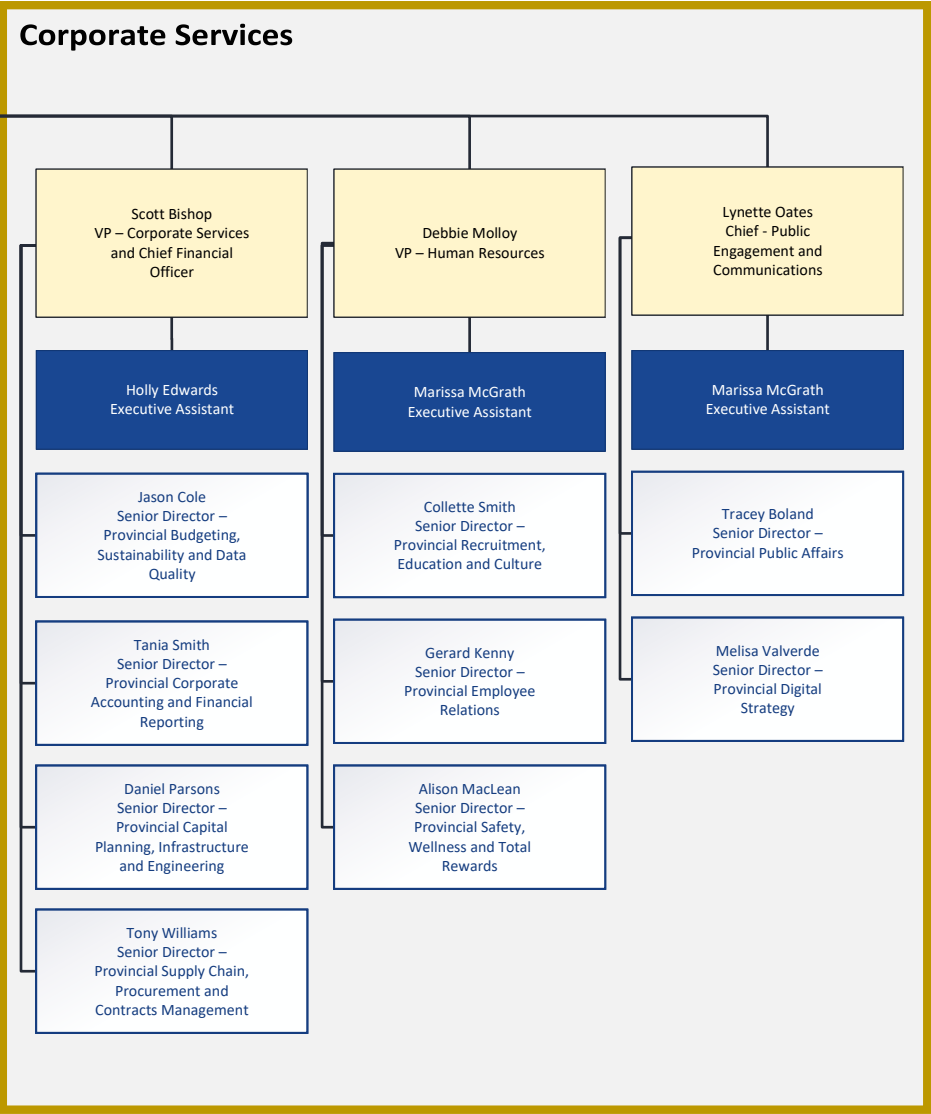 Corporate Services
Scott Bishop
VP – Corporate Services
and Chief Financial
Officer
Debbie Molloy
VP – Human Resources
Lynette Oates
Chief - Public
Engagement and
Communications
Holly Edwards
Executive Assistant
Marissa McGrath
Executive Assistant
Marissa McGrath
Executive Assistant
Jason Cole
Senior Director –
Provincial Budgeting,
Sustainability and Data
Quality
Collette Smith
Senior Director –
Provincial Recruitment,
Education and Culture
Tracey Boland
Senior Director –
Provincial Public Affairs
Tania Smith
Senior Director –
Provincial Corporate
Accounting and Financial
Reporting
Gerard Kenny
Senior Director –
Provincial Employee
Relations
Melisa Valverde
Senior Director –
Provincial Digital
Strategy
Daniel Parsons
Senior Director –
Provincial Capital
Planning, Infrastructure
and Engineering
Alison MacLean
Senior Director –
Provincial Safety,
Wellness and Total
Rewards
Tony Williams
Senior Director –
Provincial Supply Chain,
Procurement and
Contracts Management